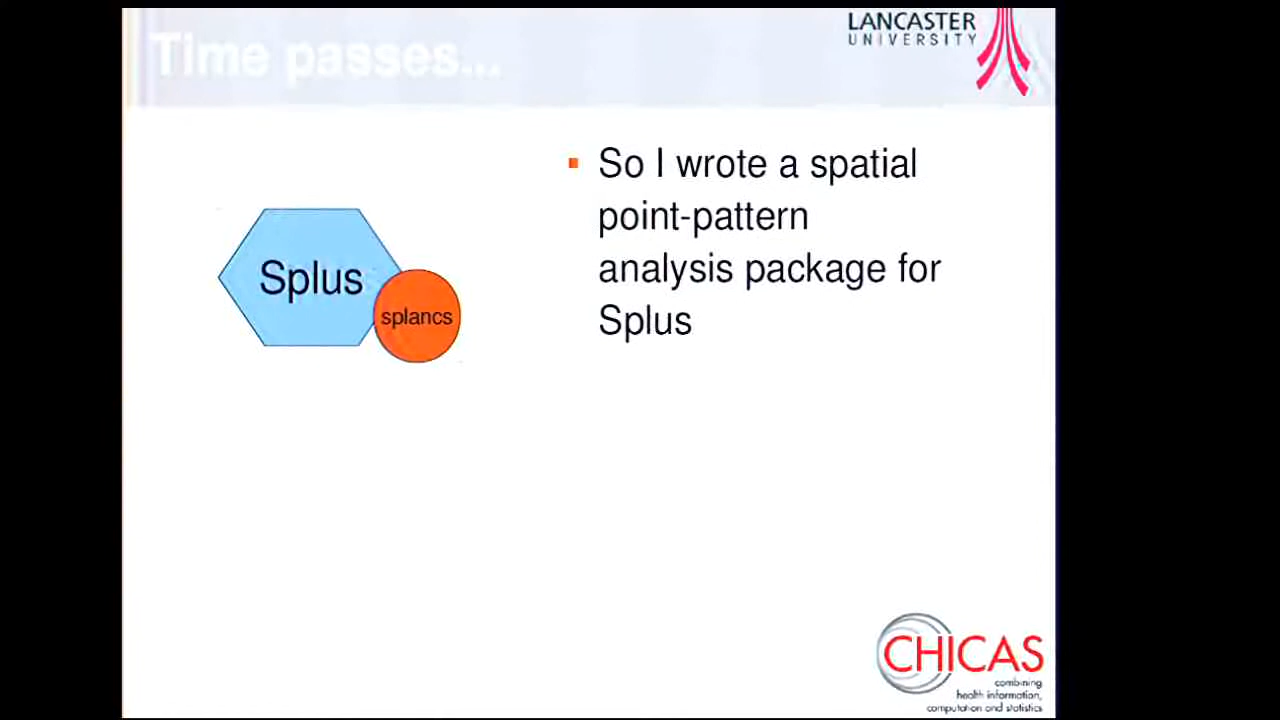 Time passes...
LANCASTER
UNIVERSITY
So I wrote a spatial
point-pattern
analysis package for
Splus
Splus
splancs
CHICAS
combining
health information,
computation and statistics